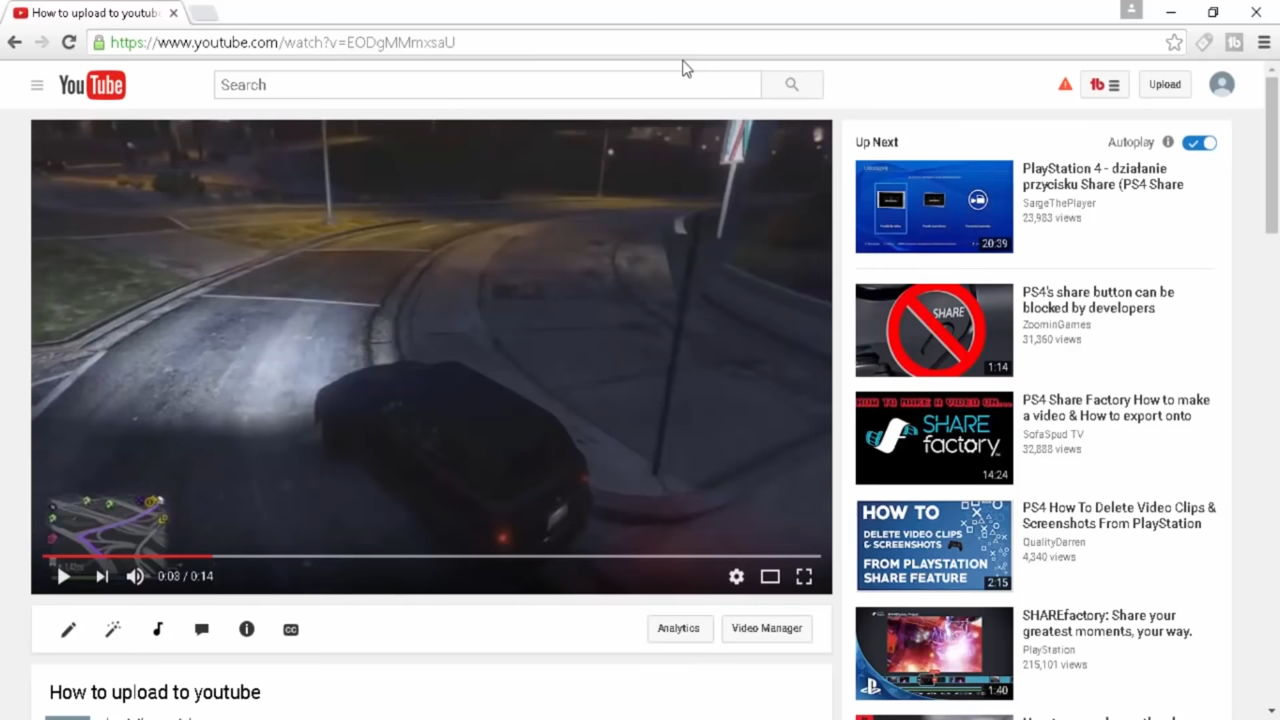 How to upload to youtub
https://www.youtube.com/watch?v=EODgMMmxsaU
YouTube
Search
Upload
Up Next
Autoplay
PlayStation 4 - działanie
przycisku Share (PS4 Share
SargeThePlayer
23,983 views
20:39
PS4's share button can be
blocked by developers
ZoominGames
31,360 views
SHARE
1:14
PS4 Share Factory How to make
a video & How to export onto
SofaSpud TV
32,888 views
HOW TO MAKE A VIDEO ON...
SHARE
factory
14:24
PS4 How To Delete Video Clips &
Screenshots From PlayStation
QualityDarren
4,340 views
HOW TO
DELETE VIDEO CLIPS
& SCREENSHOTS
FROM PLAYSTATION
SHARE FEATURE
2:15
SHAREfactory: Share your
greatest moments, your way.
PlayStation
215,101 views
1:40
0:03 / 0:14
CC
Analytics
Video Manager
How to upload to youtube